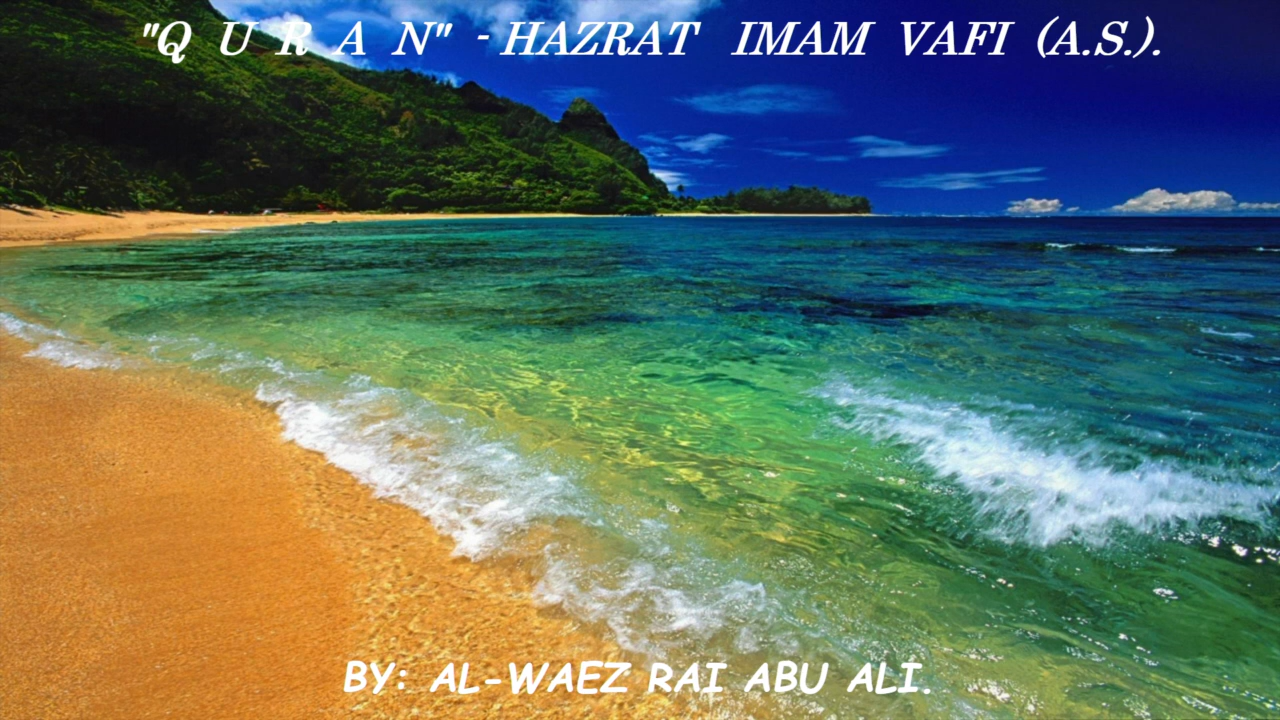 "Q U R A N" - HAZRAT IMAM VAFI (A.S.).
BY: AL-WAEZ RAI ABU ALI.